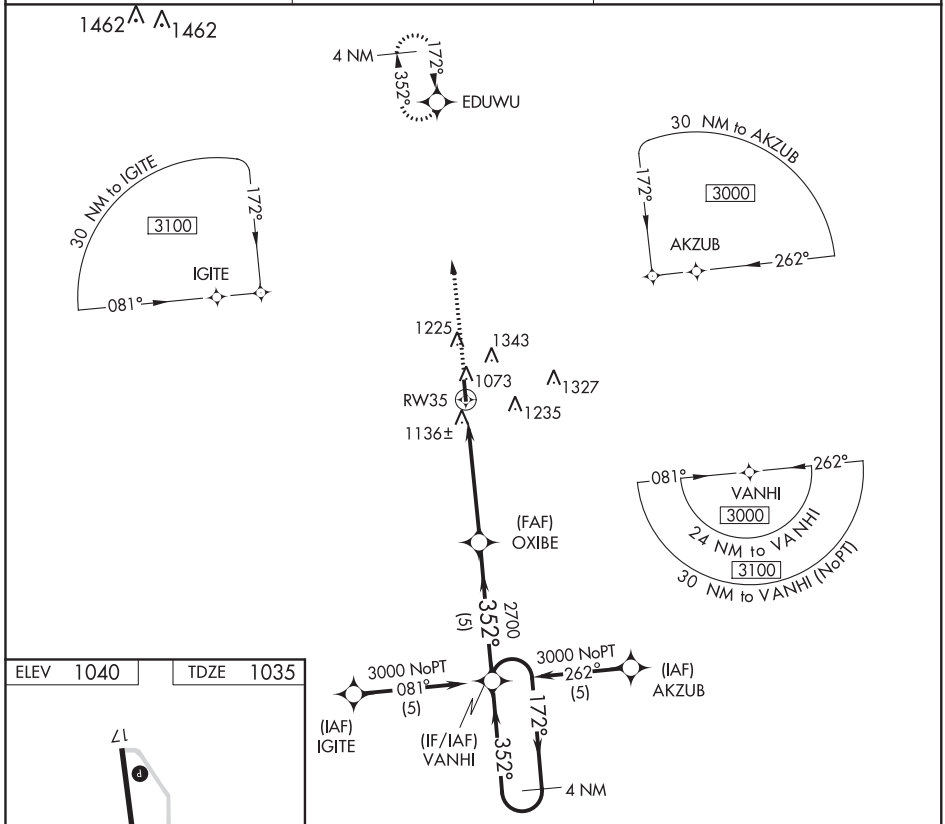 1462 1462
4 NM
172°
352°
EDUWU
30 NM to IGITE
3100
172°
IGITE
081°
30 NM to AKZUB
3000
172°
AKZUB
262°
1225
1343
1073
1327
RW35
1235
1136±
081°
262°
VANHI
3000
24 NM to VANHI
3100
30 NM to VANHI (NoPT)
(FAF)
OXIBE
2700
352°
(5)
3000 NoPT
081°
(5)
3000 NoPT
262°
(5)
(IAF)
AKZUB
(IAF)
IGITE
(IF/IAF)
VANHI
172°
352°
4 NM
ELEV 1040
TDZE 1035
17
P